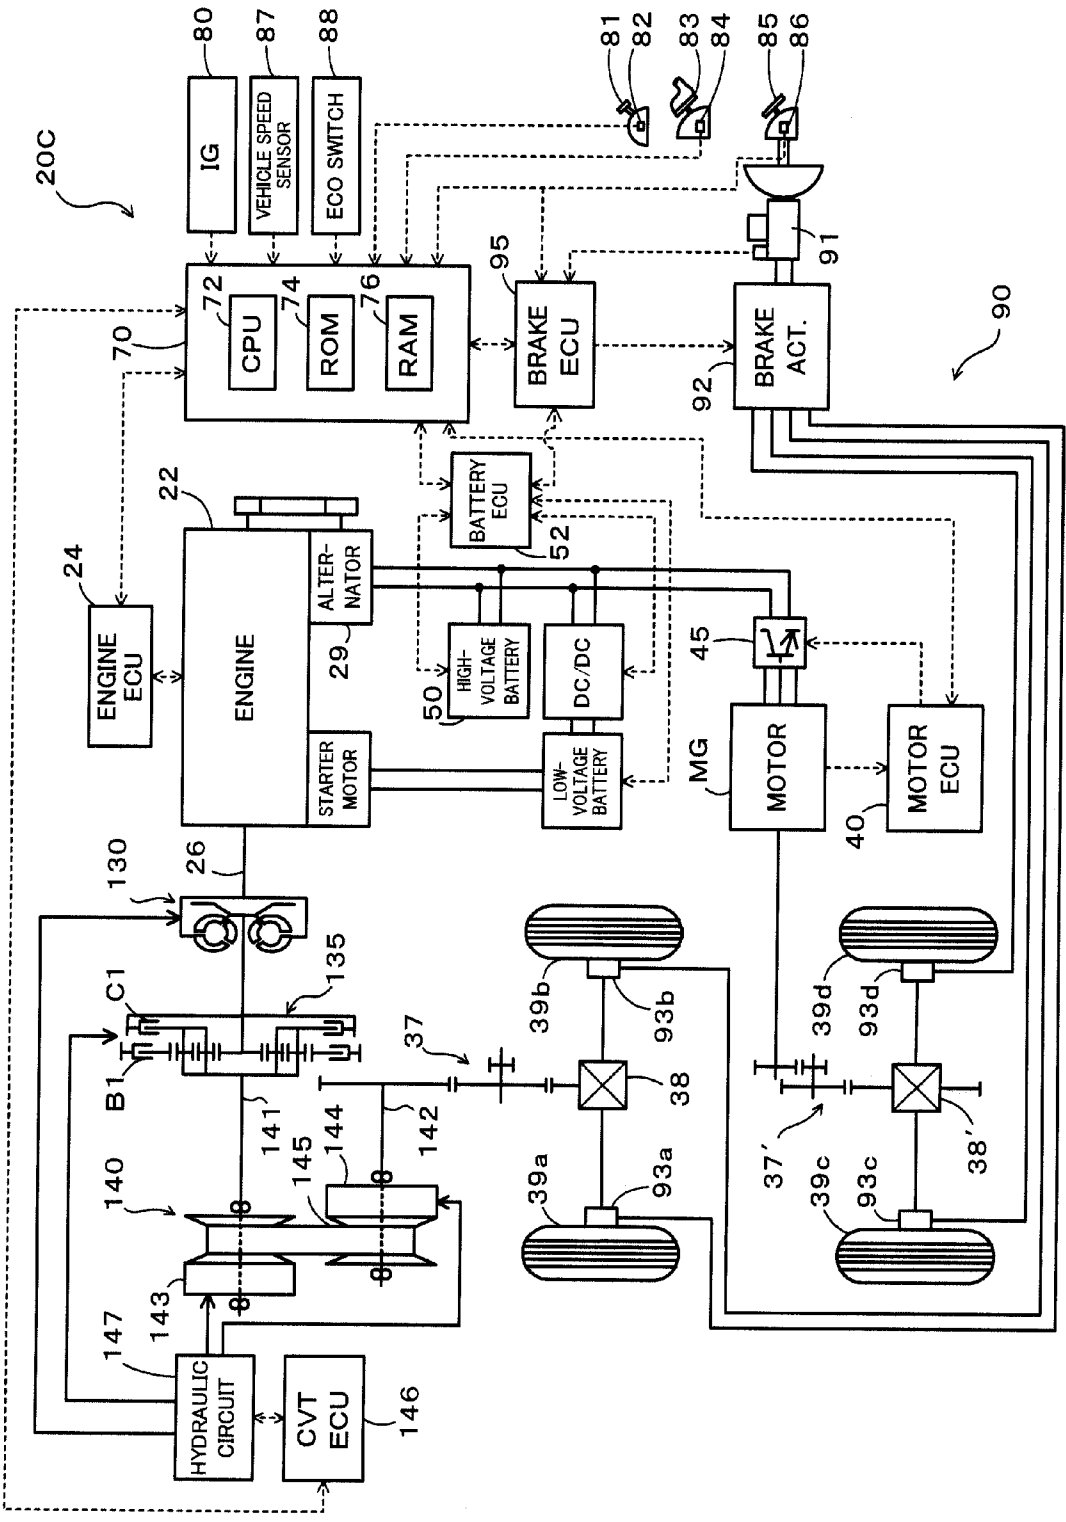 20C
80
87
88
IG
VEHICLE SPEED
SENSOR
ECO SWITCH
81
82
83
84
85
86
70
72
CPU
74
ROM
76
RAM
95
BRAKE
ECU
91
92
BRAKE
ACT.
90
24
ENGINE
ECU
22
ENGINE
ALTER-
NATOR
29
STARTER
MOTOR
BATTERY
ECU
52
HIGH-
VOLTAGE
BATTERY
50
DC/DC
LOW-
VOLTAGE
BATTERY
45
MG
MOTOR
MOTOR
ECU
40
130
26
C1
B1
135
141
37
142
144
145
140
143
147
HYDRAULIC
CIRCUIT
CVT
ECU
146
39b
93b
38
39a
93a
39d
93d
37′
38′
39c
93c